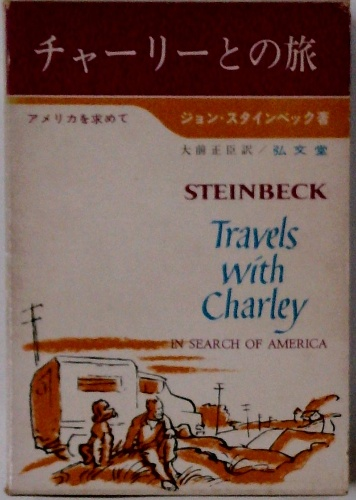 チャーリーとの旅
アメリカを求めて
ジョン・スタインベック著
大前正臣訳／弘文堂
STEINBECK
Travels
with
Charley
IN SEARCH OF AMERICA